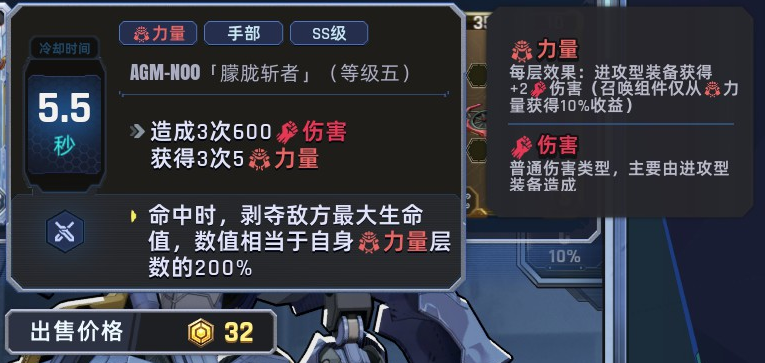 冷却时间
5.5
秒
力量
手部
SS级
AGM-N00「朦胧斩者」（等级五）
造成3次600伤害
获得3次5力量
命中时，剥夺敌方最大生命
值，数值相当于自身力量层
数的200%
出售价格
32
35
力量
每层效果：进攻型装备获得
+2伤害（召唤组件仅从力
量获得10%收益）
伤害
普通伤害类型，主要由进攻型
装备造成
10%